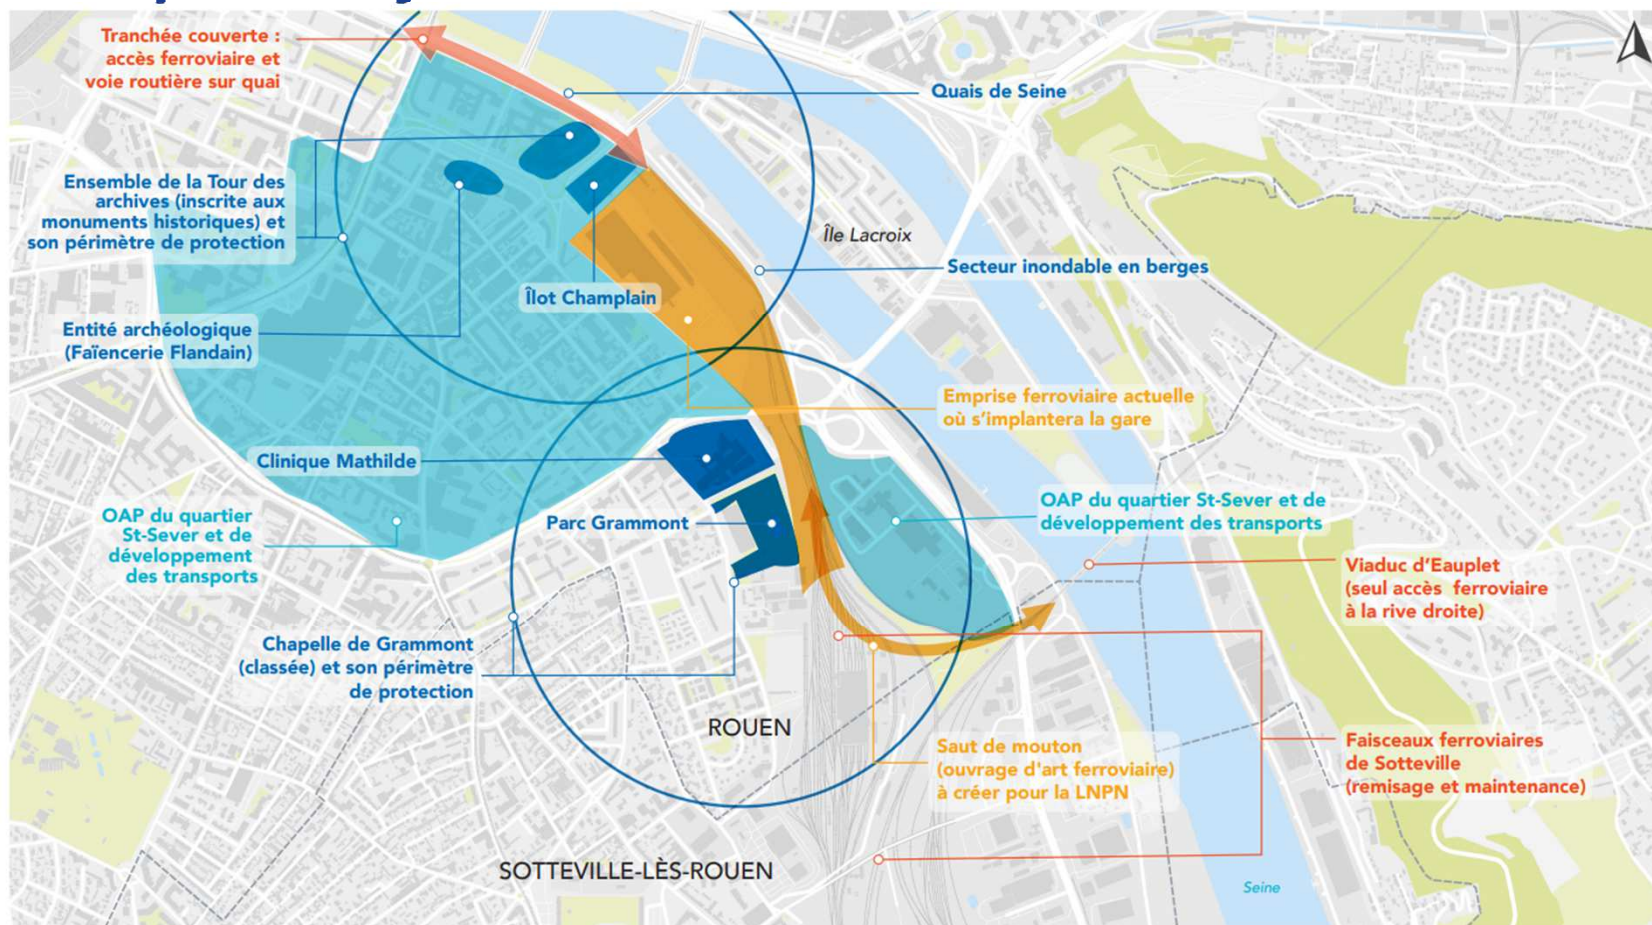 Tranchée couverte :
accès ferroviaire et
voie routière sur quai
Quais de Seine
Ensemble de la Tour des
archives (inscrite aux
monuments historiques) et
son périmètre de protection
Île Lacroix
Secteur inondable en berges
Îlot Champlain
Entité archéologique
(Faïencerie Flandain)
Emprise ferroviaire actuelle
où s’implantera la gare
Clinique Mathilde
OAP du quartier
St-Sever et de
développement
des transports
Parc Grammont
OAP du quartier St-Sever et de
développement des transports
Viaduc d’Eauplet
(seul accès ferroviaire
à la rive droite)
Chapelle de Grammont
(classée) et son périmètre
de protection
ROUEN
Saut de mouton
(ouvrage d'art ferroviaire)
à créer pour la LNPN
Faisceaux ferroviaires
de Sotteville
(remisage et maintenance)
SOTTEVILLE-LÈS-ROUEN
Seine